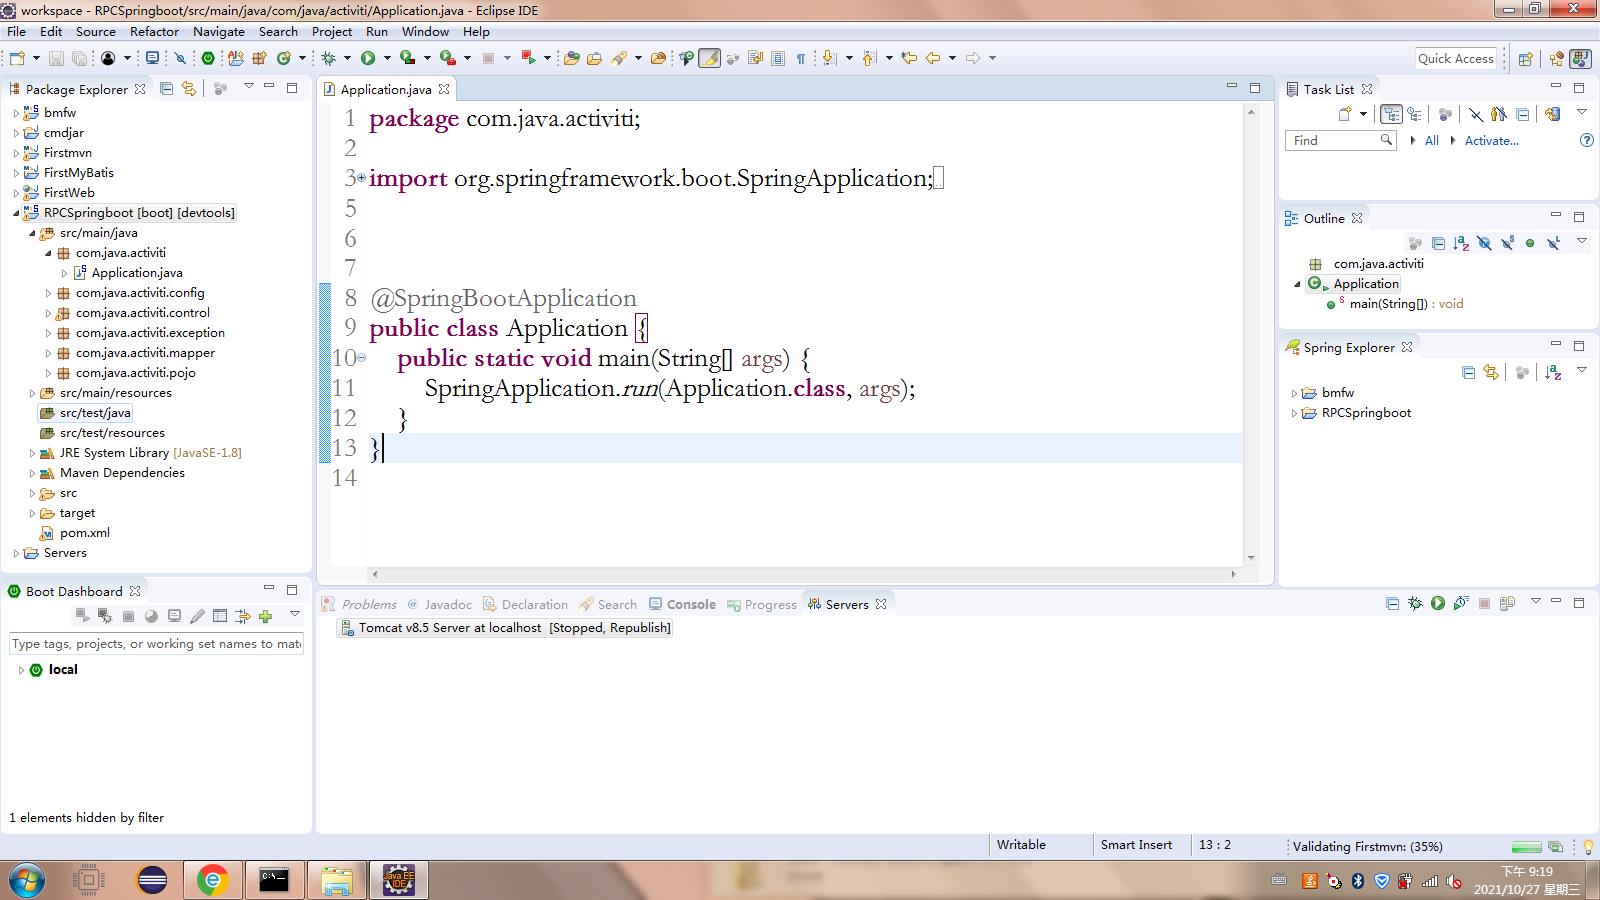 workspace - RPCSpringboot/src/main/java/com/java/activiti/Application.java - Eclipse IDE
File Edit Source Refactor Navigate Search Project Run Window Help
Quick Access
Package Explorer
bmfw
cmdjar
Firstmvn
FirstMyBatis
FirstWeb
RPCSpringboot [boot] [devtools]
src/main/java
com.java.activiti
Application.java
com.java.activiti.config
com.java.activiti.control
com.java.activiti.exception
com.java.activiti.mapper
com.java.activiti.pojo
src/main/resources
src/test/java
src/test/resources
JRE System Library [JavaSE-1.8]
Maven Dependencies
src
target
pom.xml
Servers
Boot Dashboard
Type tags, projects, or working set names to mat
local
1 elements hidden by filter
Application.java
1 package com.java.activiti;
2
3 import org.springframework.boot.SpringApplication;
5
6
7
8 @SpringBootApplication
9 public class Application {
10 public static void main(String[] args) {
11 SpringApplication.run(Application.class, args);
12 }
13 }
14
Problems @ Javadoc Declaration Search Console Progress Servers
Tomcat v8.5 Server at localhost [Stopped, Republish]
Task List
Find All Activate...
Outline
com.java.activiti
Application
main(String[]) : void
Spring Explorer
bmfw
RPCSpringboot
Writable Smart Insert 13 : 2 Validating Firstmvn: (35%)
Java EE
IDE
下午 9:19
2021/10/27 星期三